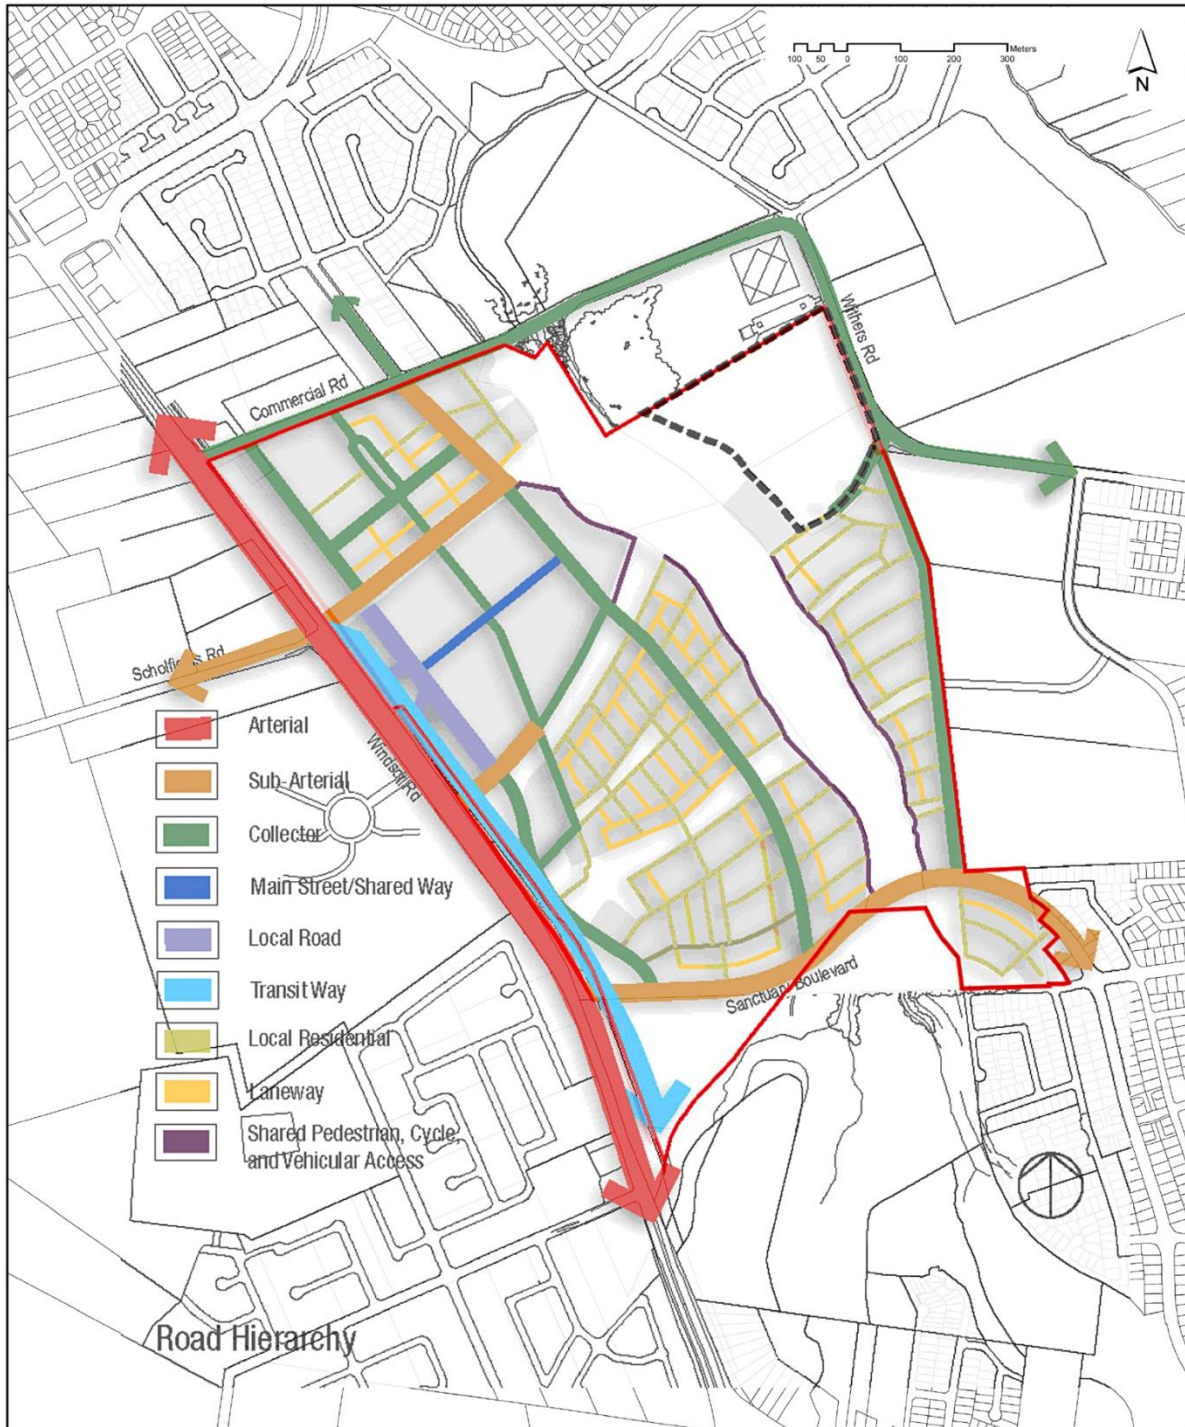 100 50 0 100 200 300
Meters
N
Withers Rd
Commercial Rd
Schofields Rd
Windsor Rd
Arterial
Sub-Arterial
Collector
Main Street/Shared Way
Local Road
Transit Way
Local Residential
Laneway
Shared Pedestrian, Cycle,
and Vehicular Access
Sanctuary Boulevard
Road Hierarchy